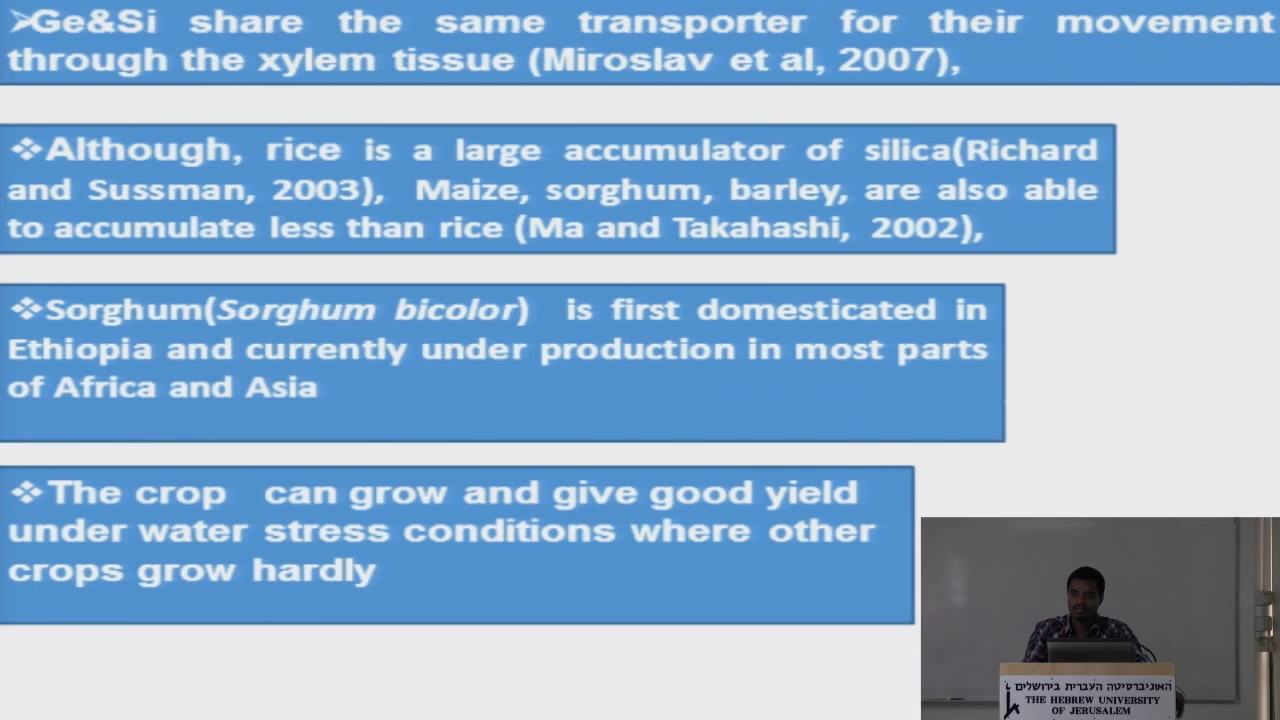 ➢Ge&Si share the same transporter for their movement
through the xylem tissue (Miroslav et al, 2007),
❖Although, rice is a large accumulator of silica(Richard
and Sussman, 2003), Maize, sorghum, barley, are also able
to accumulate less than rice (Ma and Takahashi, 2002),
❖Sorghum(Sorghum bicolor) is first domesticated in
Ethiopia and currently under production in most parts
of Africa and Asia
❖The crop can grow and give good yield
under water stress conditions where other
crops grow hardly
האוניברסיטה העברית בירושלים
THE HEBREW UNIVERSITY
OF JERUSALEM